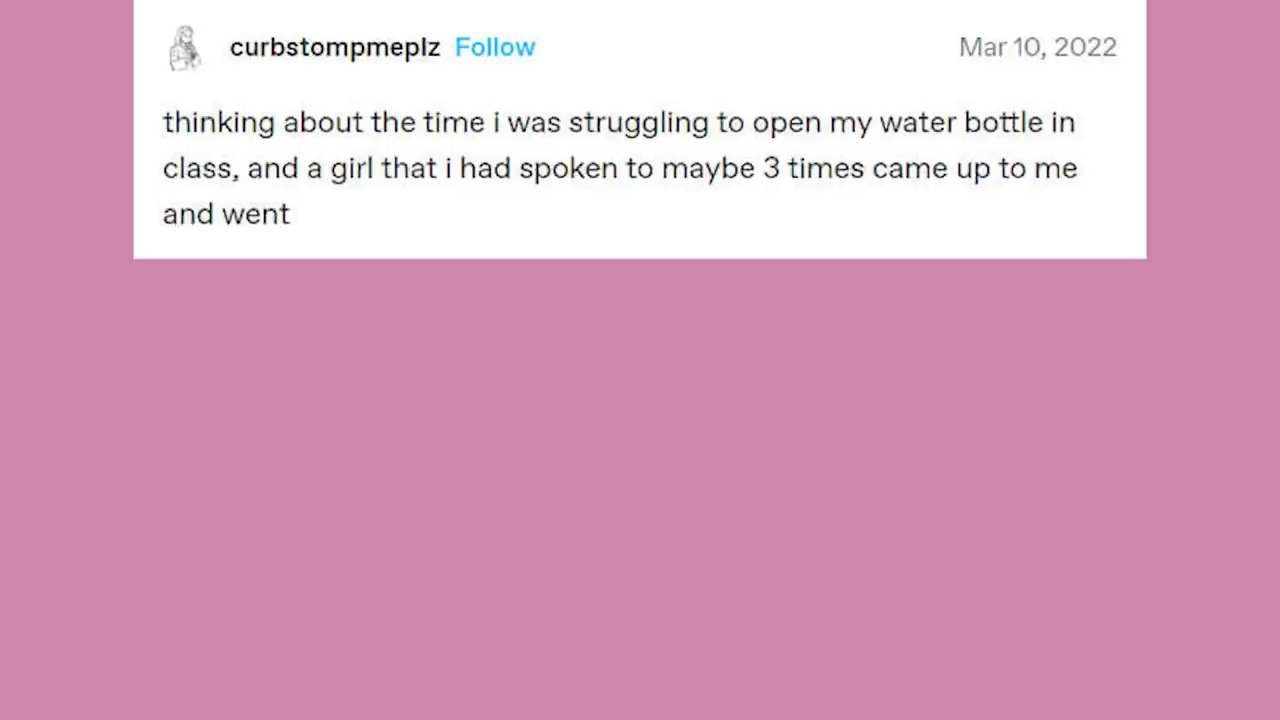 curbstompmeplz Follow Mar 10, 2022
thinking about the time i was struggling to open my water bottle in
class, and a girl that i had spoken to maybe 3 times came up to me
and went